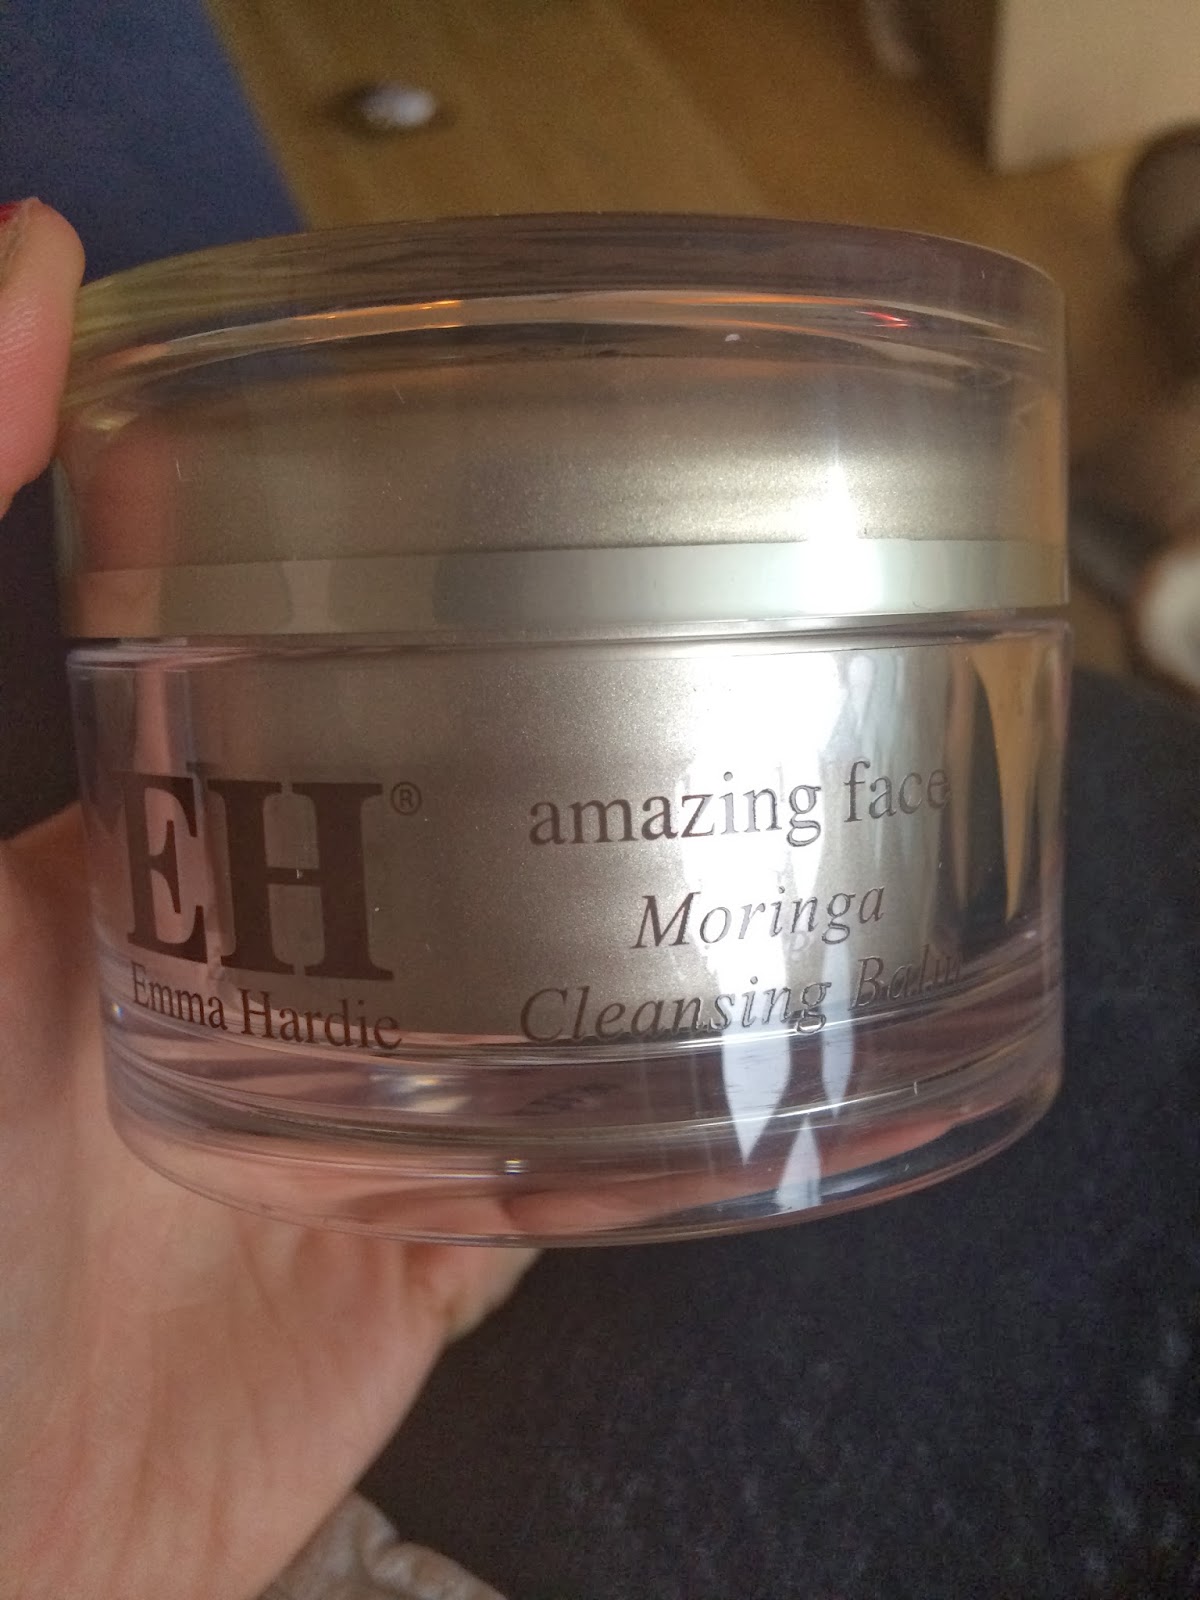 EH®
Emma Hardie
amazing face
Moringa
Cleansing Balm